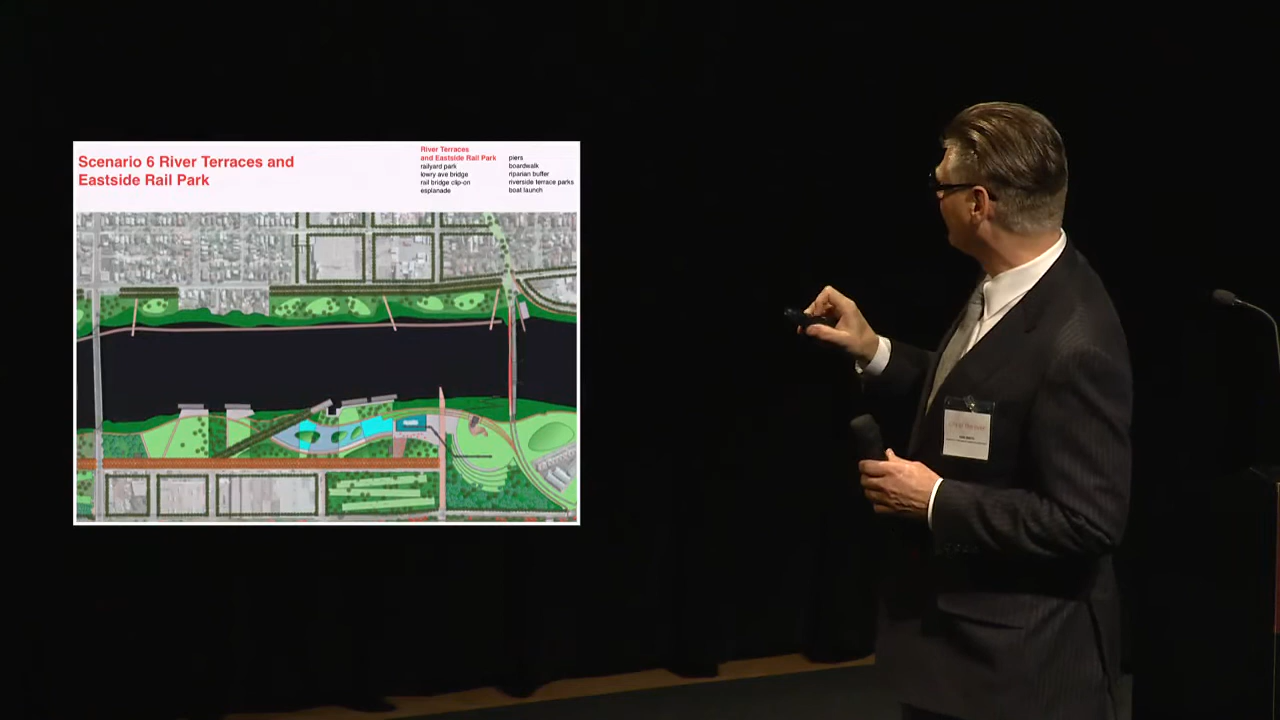 Scenario 6 River Terraces and
Eastside Rail Park
River Terraces
and Eastside Rail Park
railyard park
lowry ave bridge
rail bridge clip-on
esplanade
piers
boardwalk
riparian buffer
riverside terrace parks
boat launch